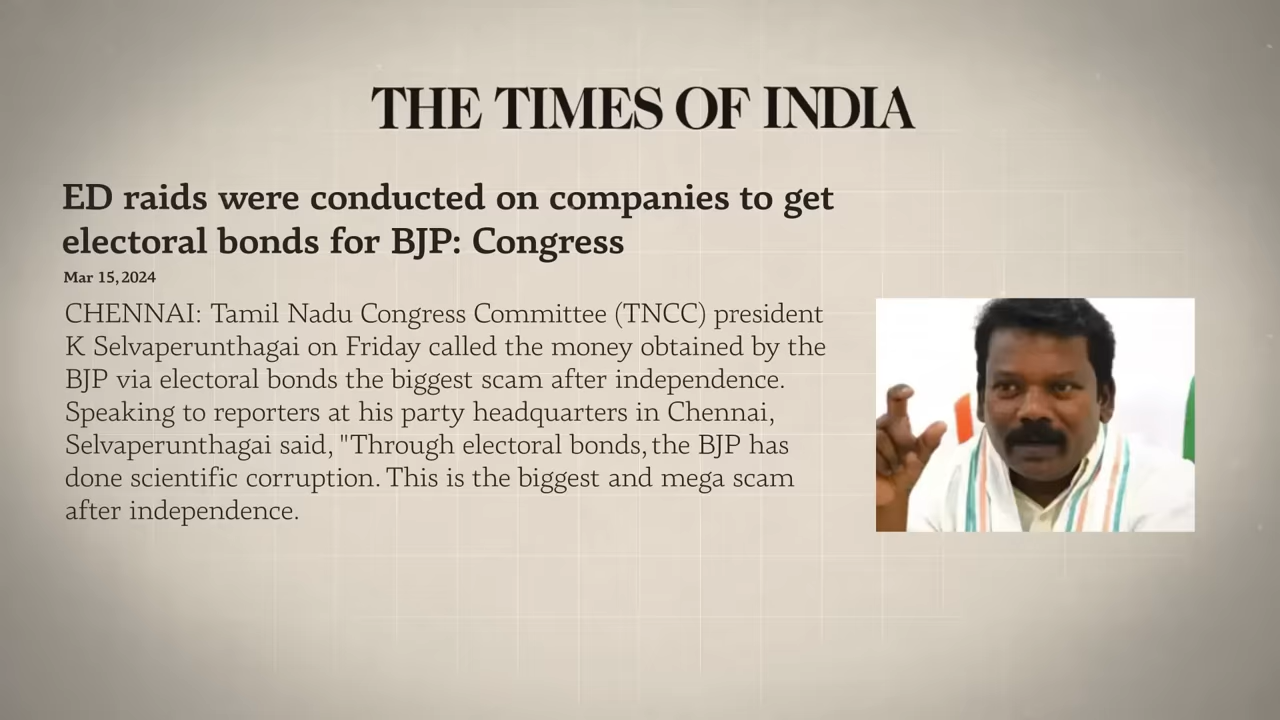 THE TIMES OF INDIA
ED raids were conducted on companies to get
electoral bonds for BJP: Congress
Mar 15, 2024
CHENNAI: Tamil Nadu Congress Committee (TNCC) president
K Selvaperunthagai on Friday called the money obtained by the
BJP via electoral bonds the biggest scam after independence.
Speaking to reporters at his party headquarters in Chennai,
Selvaperunthagai said, "Through electoral bonds, the BJP has
done scientific corruption. This is the biggest and mega scam
after independence.